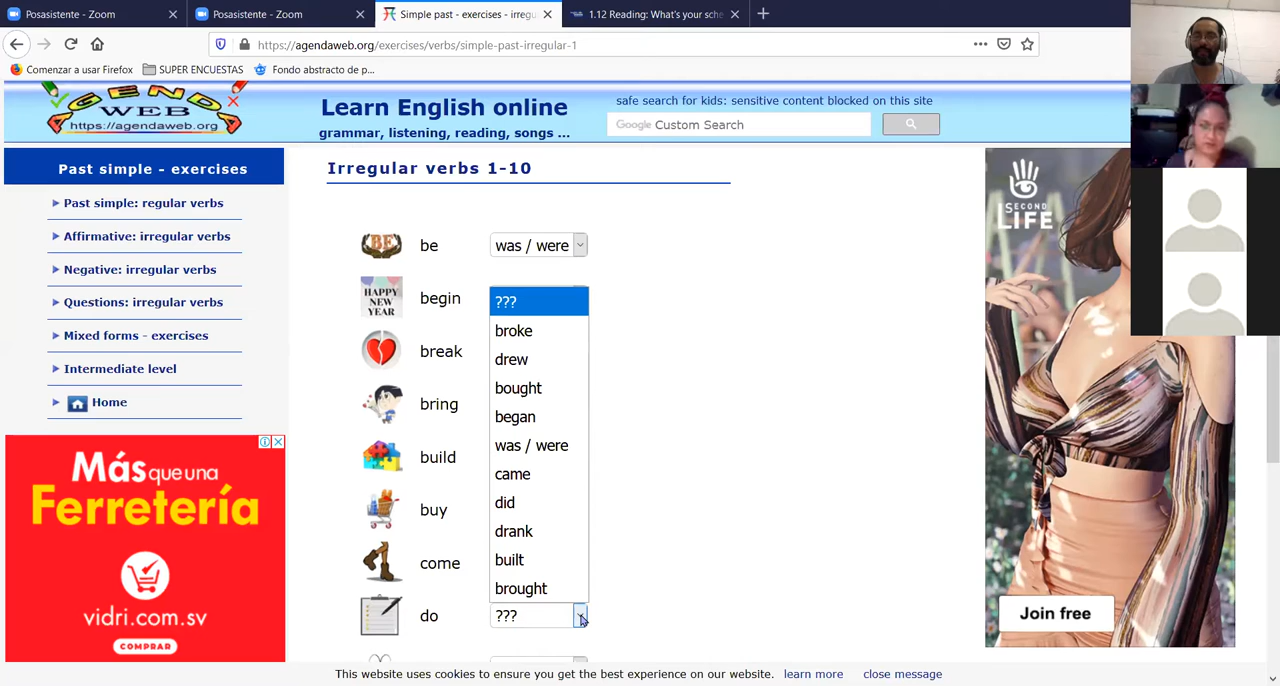 Posasistente - Zoom
Posasistente - Zoom
Simple past - exercises - irregu
1.12 Reading: What's your sche
https://agendaweb.org/exercises/verbs/simple-past-irregular-1
Comenzar a usar Firefox
SUPER ENCUESTAS
Fondo abstracto de p...
GEND
WEB
https://agendaweb.org
Learn English online
grammar, listening, reading, songs ...
safe search for kids: sensitive content blocked on this site
Google Custom Search
Past simple - exercises
Past simple: regular verbs
Affirmative: irregular verbs
Negative: irregular verbs
Questions: irregular verbs
Mixed forms - exercises
Intermediate level
Home
Más que una
Ferretería
vidri.com.sv
COMPRAR
Irregular verbs 1-10
BE
be
was / were
HAPPY
NEW
YEAR
begin
break
bring
build
buy
come
do
???
broke
drew
bought
began
was / were
came
did
drank
built
brought
???
SECOND
LIFE
Join free
This website uses cookies to ensure you get the best experience on our website.
learn more
close message